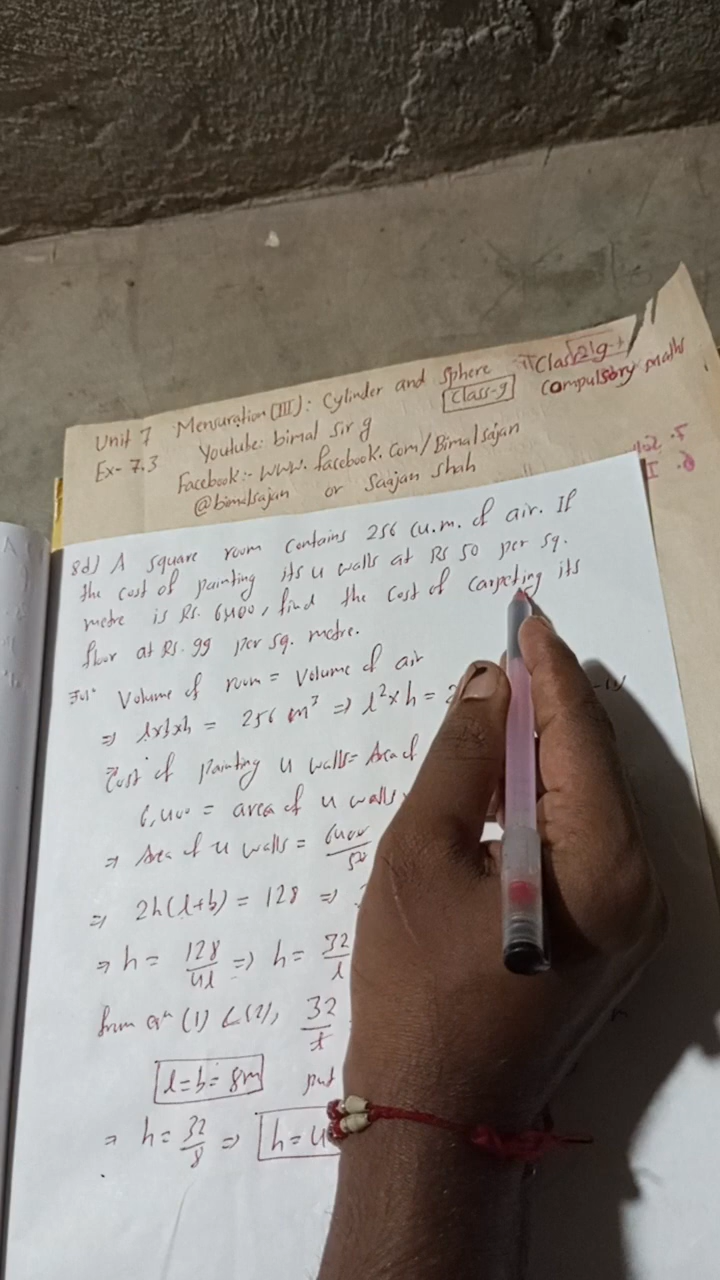 Unit 7 Mensuration (III): Cylinder and Sphere
Ex- 7.3 Youtube: bimal sir g Class-9 Compulsory maths
Facebook:- www.facebook.com/Bimalsajan
@bimalsajan or Saajan Shah
8d) A square room contains 256 cu.m. of air. If
the cost of painting its 4 walls at Rs 50 per sq.
metre is Rs. 6400, find the cost of carpeting its
floor at Rs. 99 per sq. metre.
Sol: Volume of room = Volume of air
⇒ l×l×h = 256 m³ ⇒ l²×h = 2
Cost of painting 4 walls = Area of
6,400 = area of 4 walls
⇒ Area of 4 walls = 6400/50
⇒ 2h(l+b) = 128 ⇒
⇒ h = 128/4l ⇒ h = 32/l
from eqn (1) & (2), 32/l
l=b=8m put
⇒ h = 32/8 ⇒ h=4